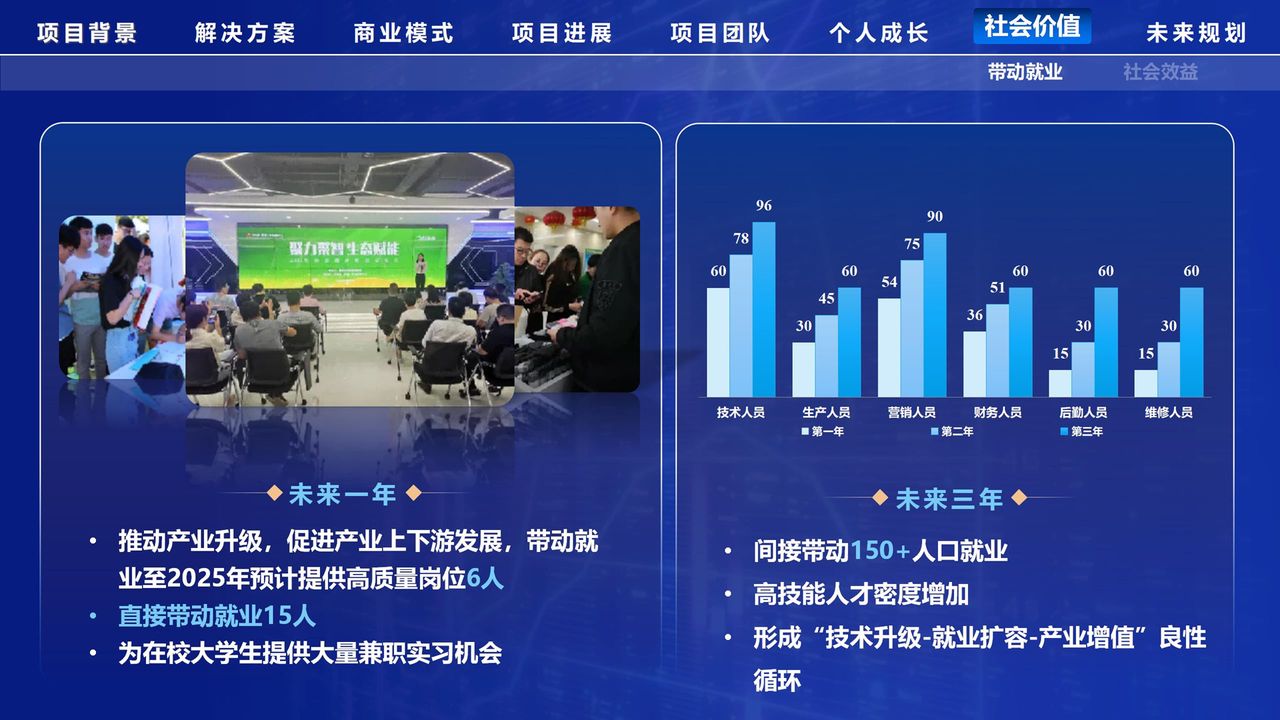 项目背景
解决方案
商业模式
项目进展
项目团队
个人成长
社会价值
未来规划
带动就业
社会效益
聚力聚智 生态赋能
未来一年
• 推动产业升级，促进产业上下游发展，带动就
业至2025年预计提供高质量岗位6人
• 直接带动就业15人
• 为在校大学生提供大量兼职实习机会
60 78 96
30 45 60
54 75 90
36 51 60
15 30 60
15 30 60
技术人员 生产人员 营销人员 财务人员 后勤人员 维修人员
第一年 第二年 第三年
未来三年
• 间接带动150+人口就业
• 高技能人才密度增加
• 形成“技术升级-就业扩容-产业增值”良性
循环